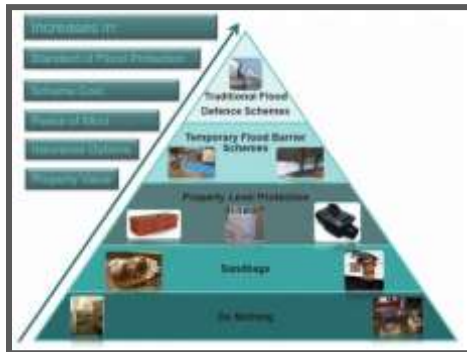 Increases in:
Standard of Flood Protection
Scheme Cost
Peace of Mind
Insurance Options
Property Value
Traditional Flood
Defence Schemes
Temporary Flood Barrier
Schemes
Property Level Protection
Sandbags
Do Nothing